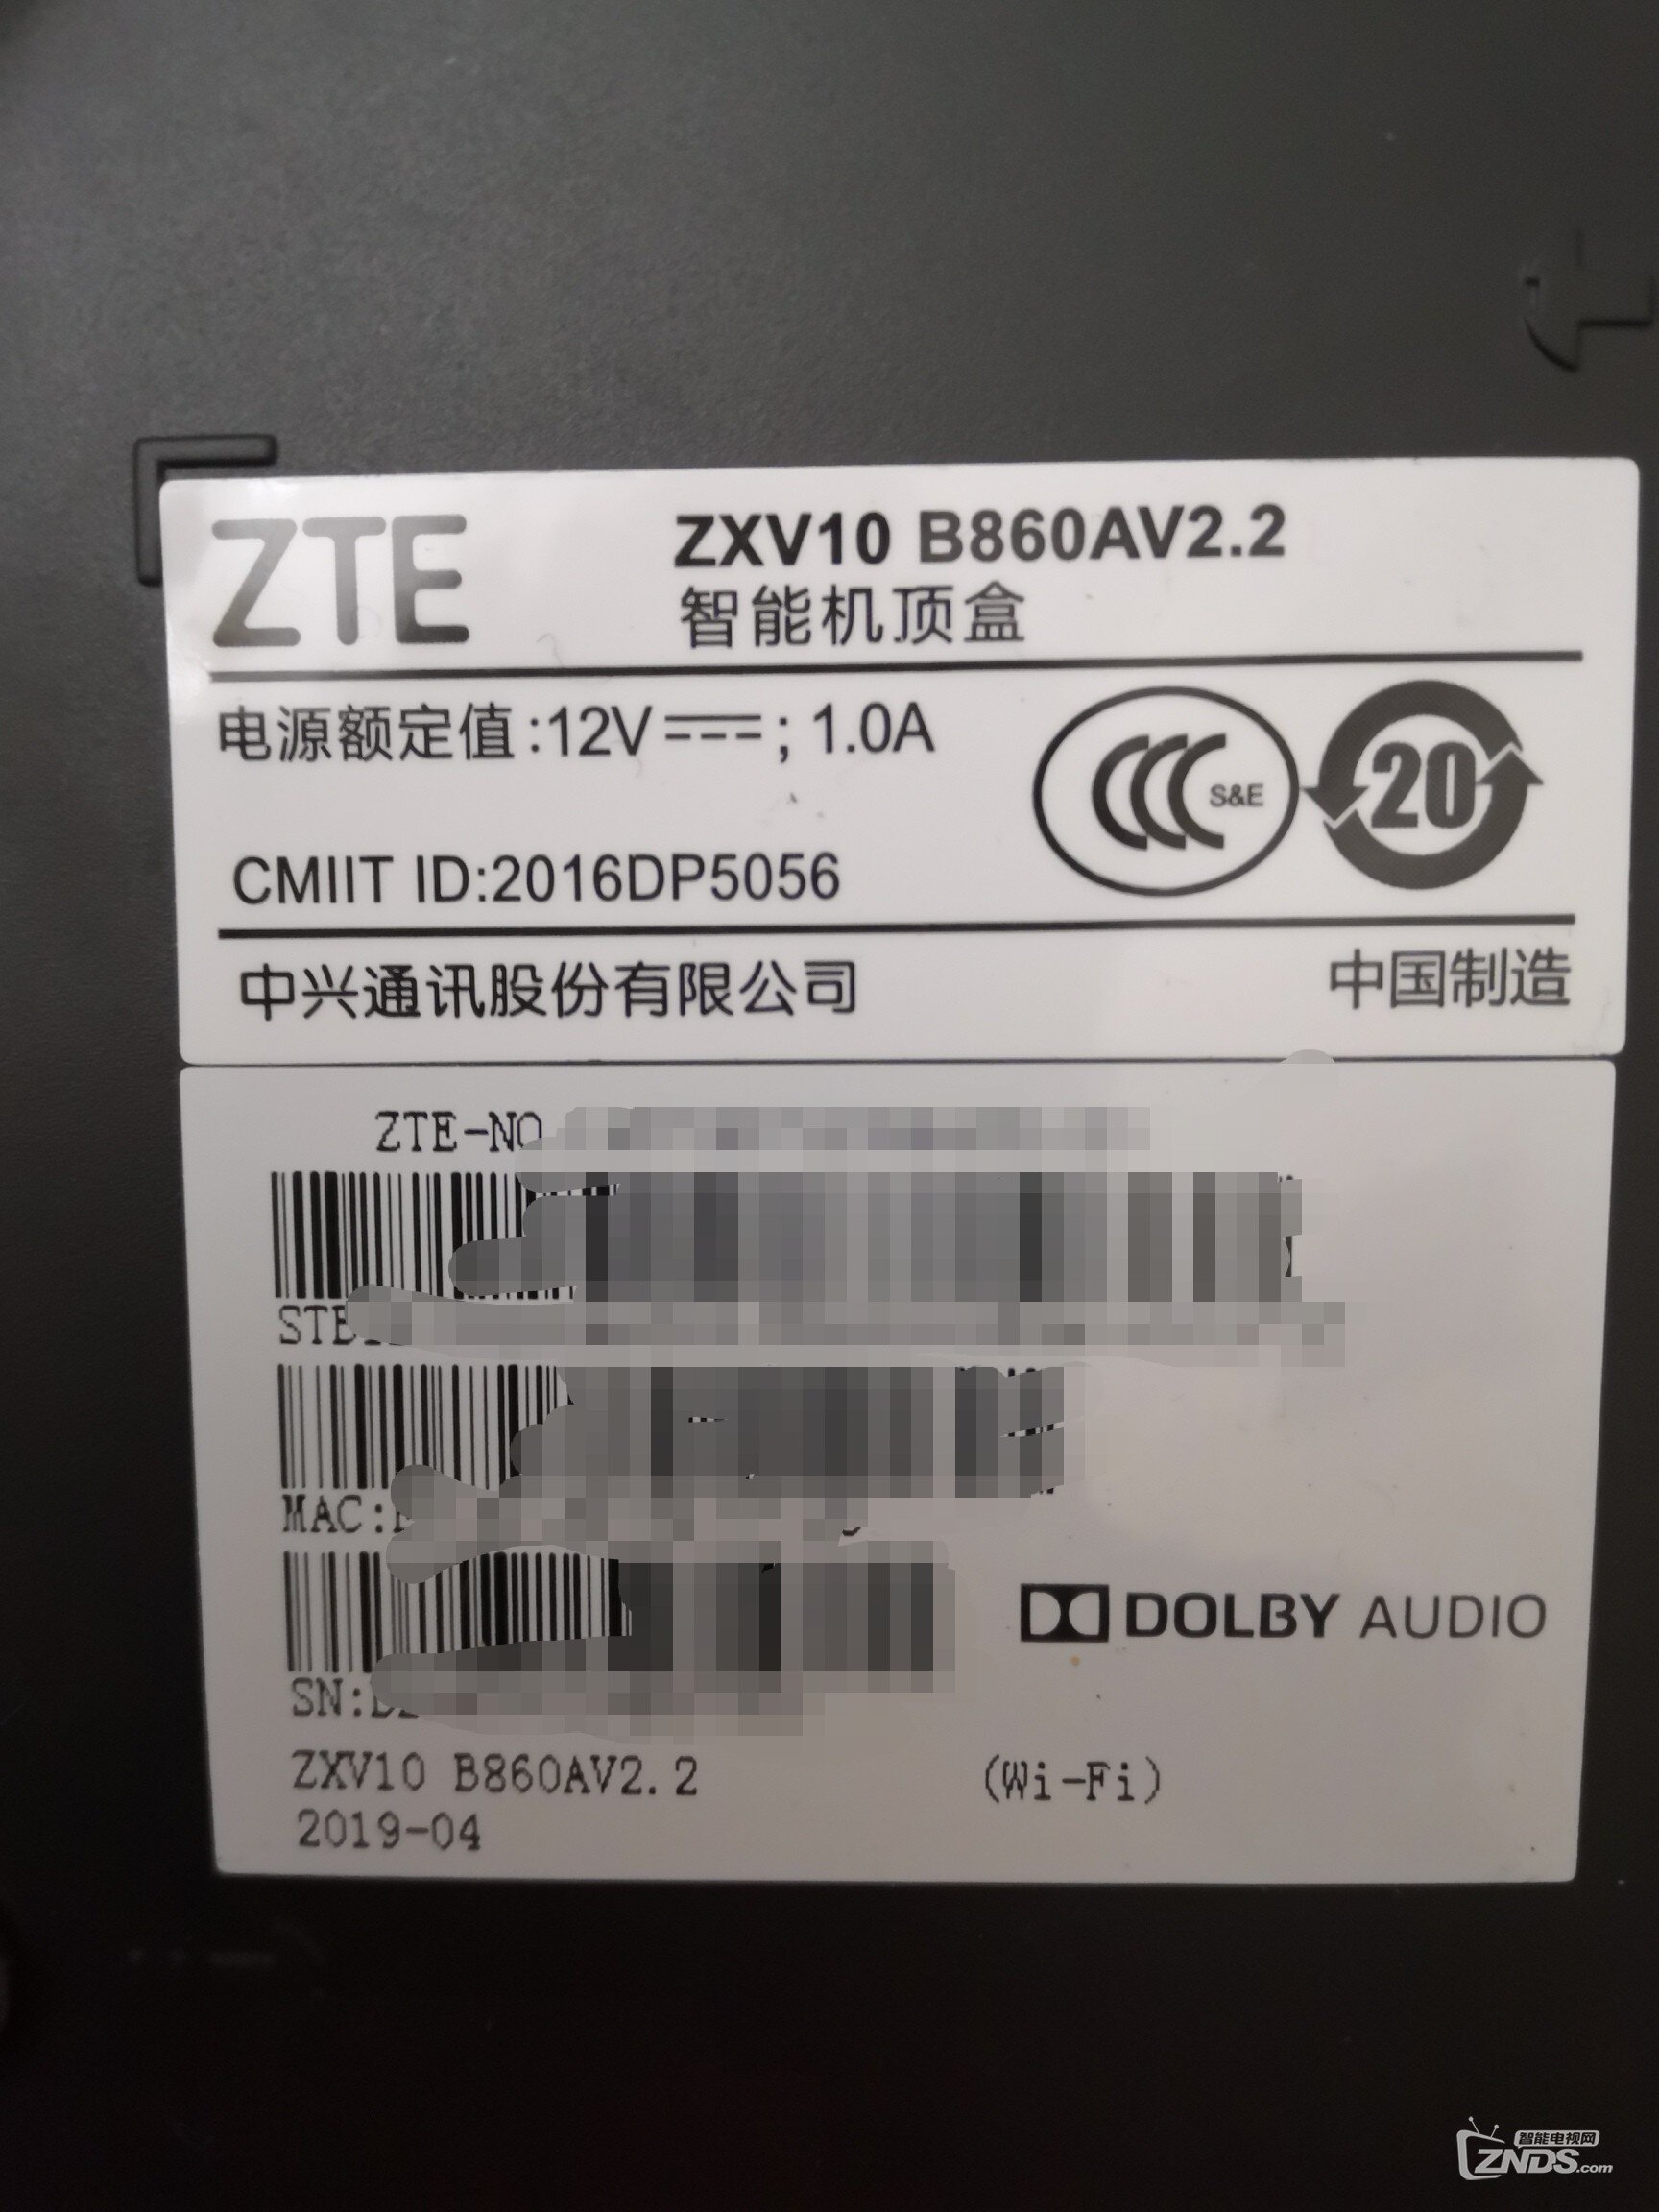 ZTE
ZXV10 B860AV2.2
智能机顶盒
电源额定值:12V⎓; 1.0A
S&E
20
CMIIT ID:2016DP5056
中兴通讯股份有限公司
中国制造
ZTE-NO
MAC:
SN:
DOLBY AUDIO
ZXV10 B860AV2.2 (Wi-Fi)
2019-04
智能电视网
ZNDS.com